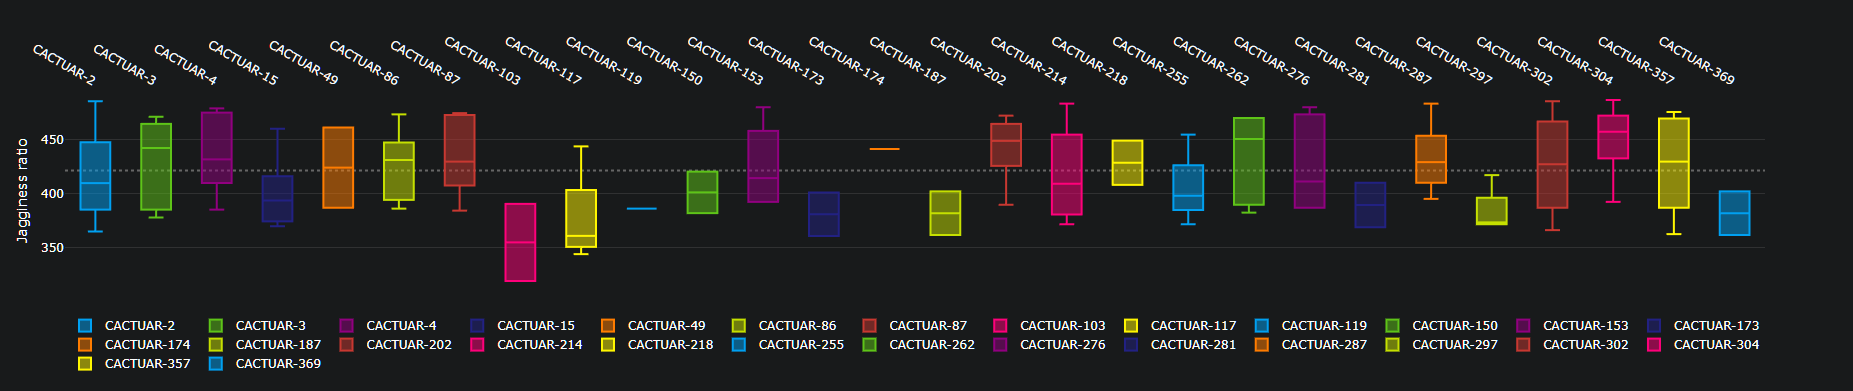 CACTUAR-2 CACTUAR-3 CACTUAR-4 CACTUAR-15 CACTUAR-49 CACTUAR-86 CACTUAR-87 CACTUAR-103 CACTUAR-117 CACTUAR-119 CACTUAR-150 CACTUAR-153 CACTUAR-173 CACTUAR-174 CACTUAR-187 CACTUAR-202 CACTUAR-214 CACTUAR-218 CACTUAR-255 CACTUAR-262 CACTUAR-276 CACTUAR-281 CACTUAR-287 CACTUAR-297 CACTUAR-302 CACTUAR-304 CACTUAR-357 CACTUAR-369
Jagginess ratio
450
400
350
CACTUAR-2 CACTUAR-3 CACTUAR-4 CACTUAR-15 CACTUAR-49 CACTUAR-86 CACTUAR-87 CACTUAR-103 CACTUAR-117 CACTUAR-119 CACTUAR-150 CACTUAR-153 CACTUAR-173
CACTUAR-174 CACTUAR-187 CACTUAR-202 CACTUAR-214 CACTUAR-218 CACTUAR-255 CACTUAR-262 CACTUAR-276 CACTUAR-281 CACTUAR-287 CACTUAR-297 CACTUAR-302 CACTUAR-304
CACTUAR-357 CACTUAR-369